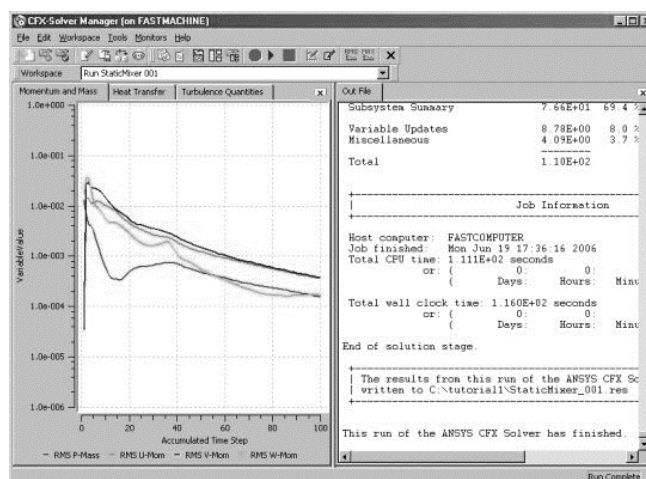 CFX-Solver Manager (on FASTMACHINE)
File Edit Workspace Tools Monitors Help
Workspace Run StaticMixer 001
Momentum and Mass Heat Transfer Turbulence Quantities
1.0e+000
1.0e-001
1.0e-002
1.0e-003
1.0e-004
1.0e-005
1.0e-006
Variable Value
0 20 40 60 80 100
Accumulated Time Step
RMS P-Mass RMS U-Mom RMS V-Mom RMS W-Mom
Out File
Subsystem Summary 7.66E+01 69.4 %
Variable Updates 8.78E+00 8.0 %
Miscellaneous 4.09E+00 3.7 %
--------
Total 1.10E+02
+--------------------------------------
| Job Information
+--------------------------------------
Host computer: FASTCOMPUTER
Job finished: Mon Jun 19 17:36:16 2006
Total CPU time: 1.111E+02 seconds
or: ( 0: 0:
( Days: Hours: Minu
Total wall clock time: 1.160E+02 seconds
or: ( 0: 0:
( Days: Hours: Minu
End of solution stage.
+--------------------------------------
| The results from this run of the ANSYS CFX So
| written to C:\tutorial1\StaticMixer_001.res
+--------------------------------------
This run of the ANSYS CFX Solver has finished.
Run Complete